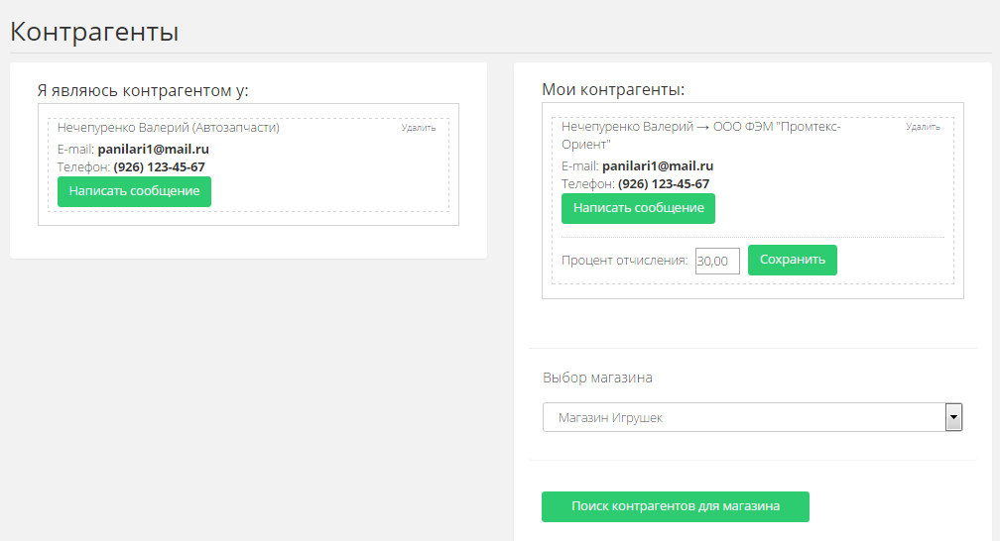 Контрагенты
Я являюсь контрагентом у:
Нечепуренко Валерий (Автозапчасти)
Удалить
E-mail: panilari1@mail.ru
Телефон: (926) 123-45-67
Написать сообщение
Мои контрагенты:
Нечепуренко Валерий → ООО ФЭМ "Промтекс-
Ориент"
Удалить
E-mail: panilari1@mail.ru
Телефон: (926) 123-45-67
Написать сообщение
Процент отчисления: 30,00 Сохранить
Выбор магазина
Магазин Игрушек
Поиск контрагентов для магазина